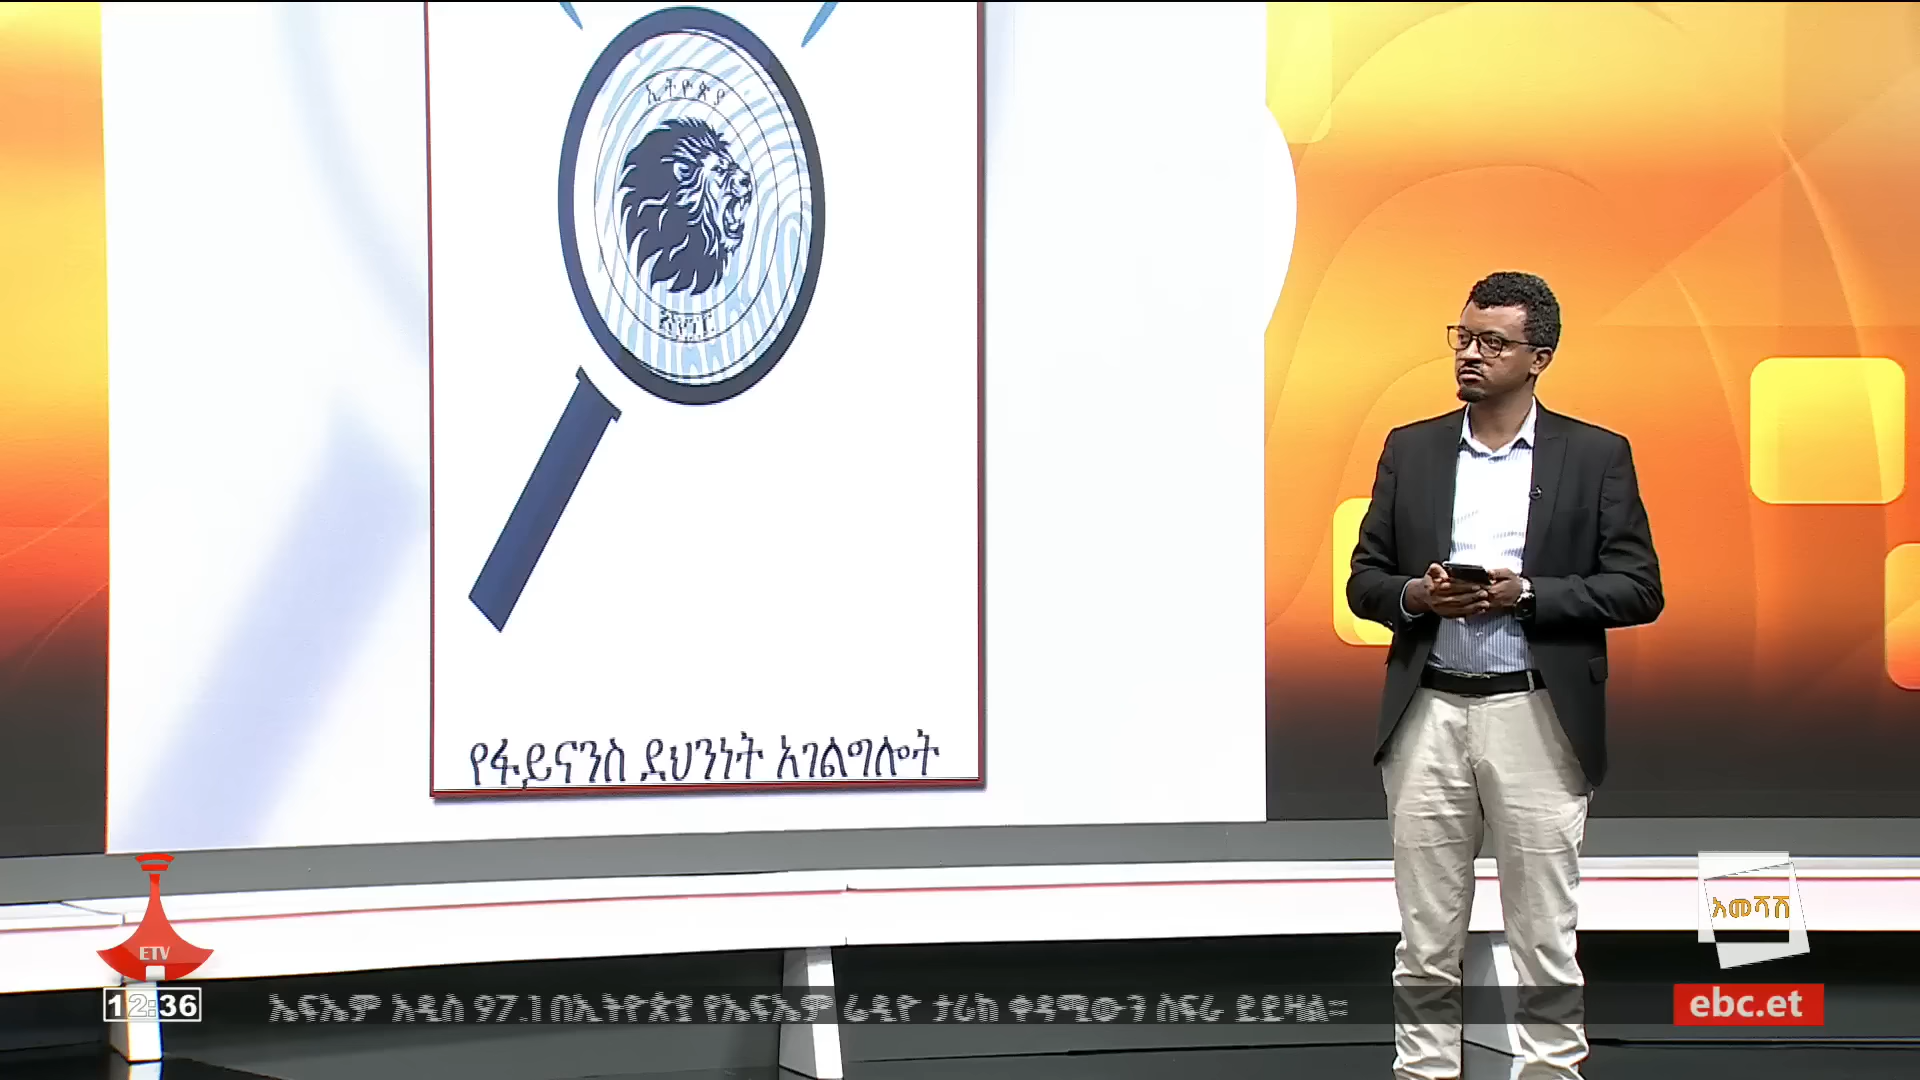 ኢትዮጵያ
የፋይናንስ ደህንነት አገልግሎት
አመሻሽ
ETV
12:36
ኤፍኤም አዲስ 97.1 በኢትዮጵያ የኤፍኤም ሬዲዮ ታሪክ ቀዳሚውን ስፍራ ይይዛል።
ebc.et